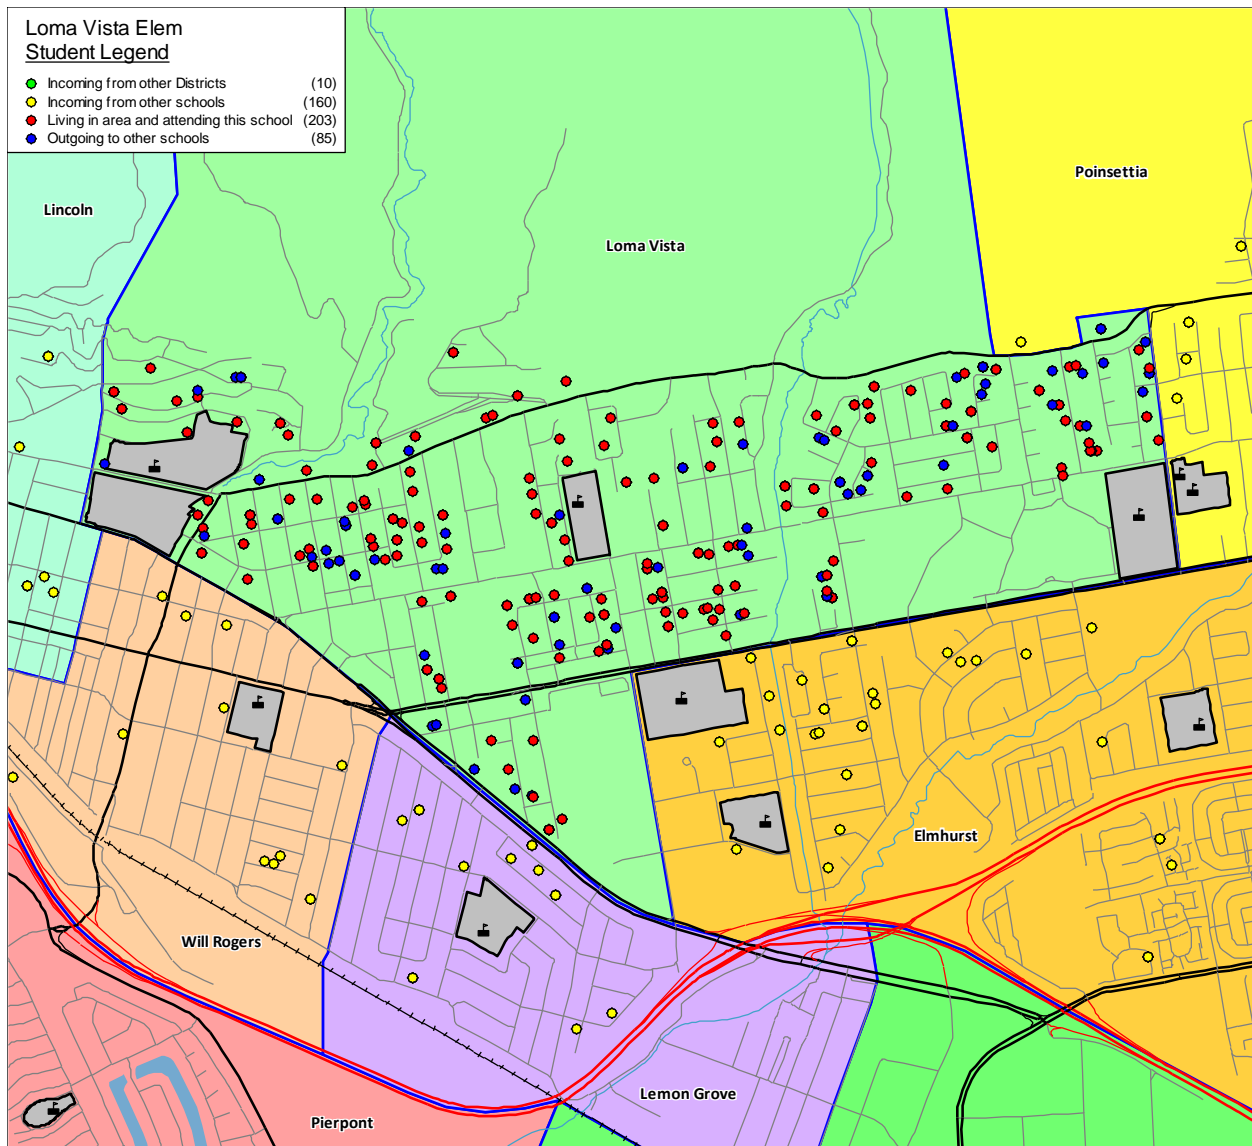 Loma Vista Elem
Student Legend
Incoming from other Districts (10)
Incoming from other schools (160)
Living in area and attending this school (203)
Outgoing to other schools (85)
Poinsettia
Lincoln
Loma Vista
Elmhurst
Will Rogers
Lemon Grove
Pierpont